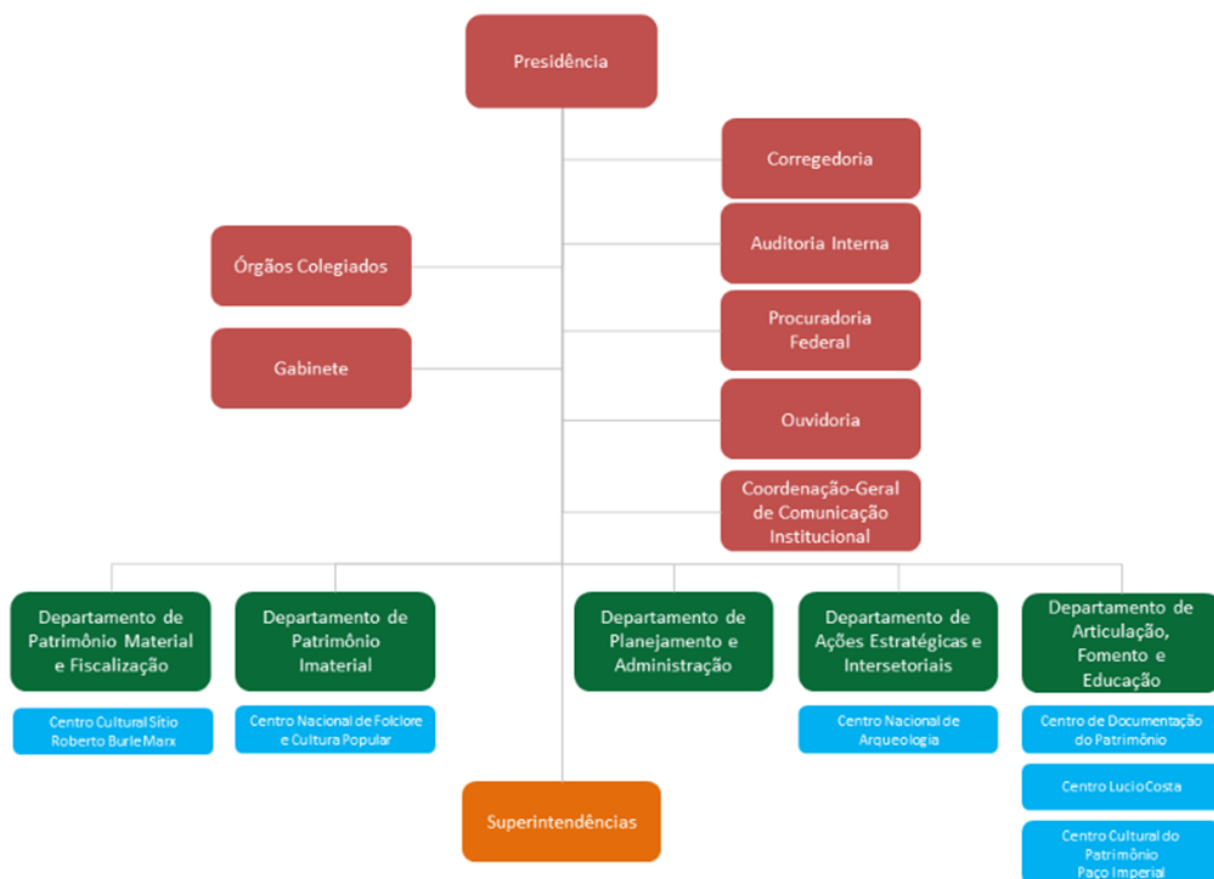 Presidência
Corregedoria
Auditoria Interna
Órgãos Colegiados
Procuradoria
Federal
Gabinete
Ouvidoria
Coordenação-Geral
de Comunicação
Institucional
Departamento de
Patrimônio Material
e Fiscalização
Centro Cultural Sítio
Roberto Burle Marx
Departamento de
Patrimônio
Imaterial
Centro Nacional de Folclore
e Cultura Popular
Departamento de
Planejamento e
Administração
Departamento de
Ações Estratégicas e
Intersetoriais
Centro Nacional de
Arqueologia
Departamento de
Articulação,
Fomento e
Educação
Centro de Documentação
do Patrimônio
Centro Lucio Costa
Centro Cultural do
Patrimônio
Paço Imperial
Superintendências